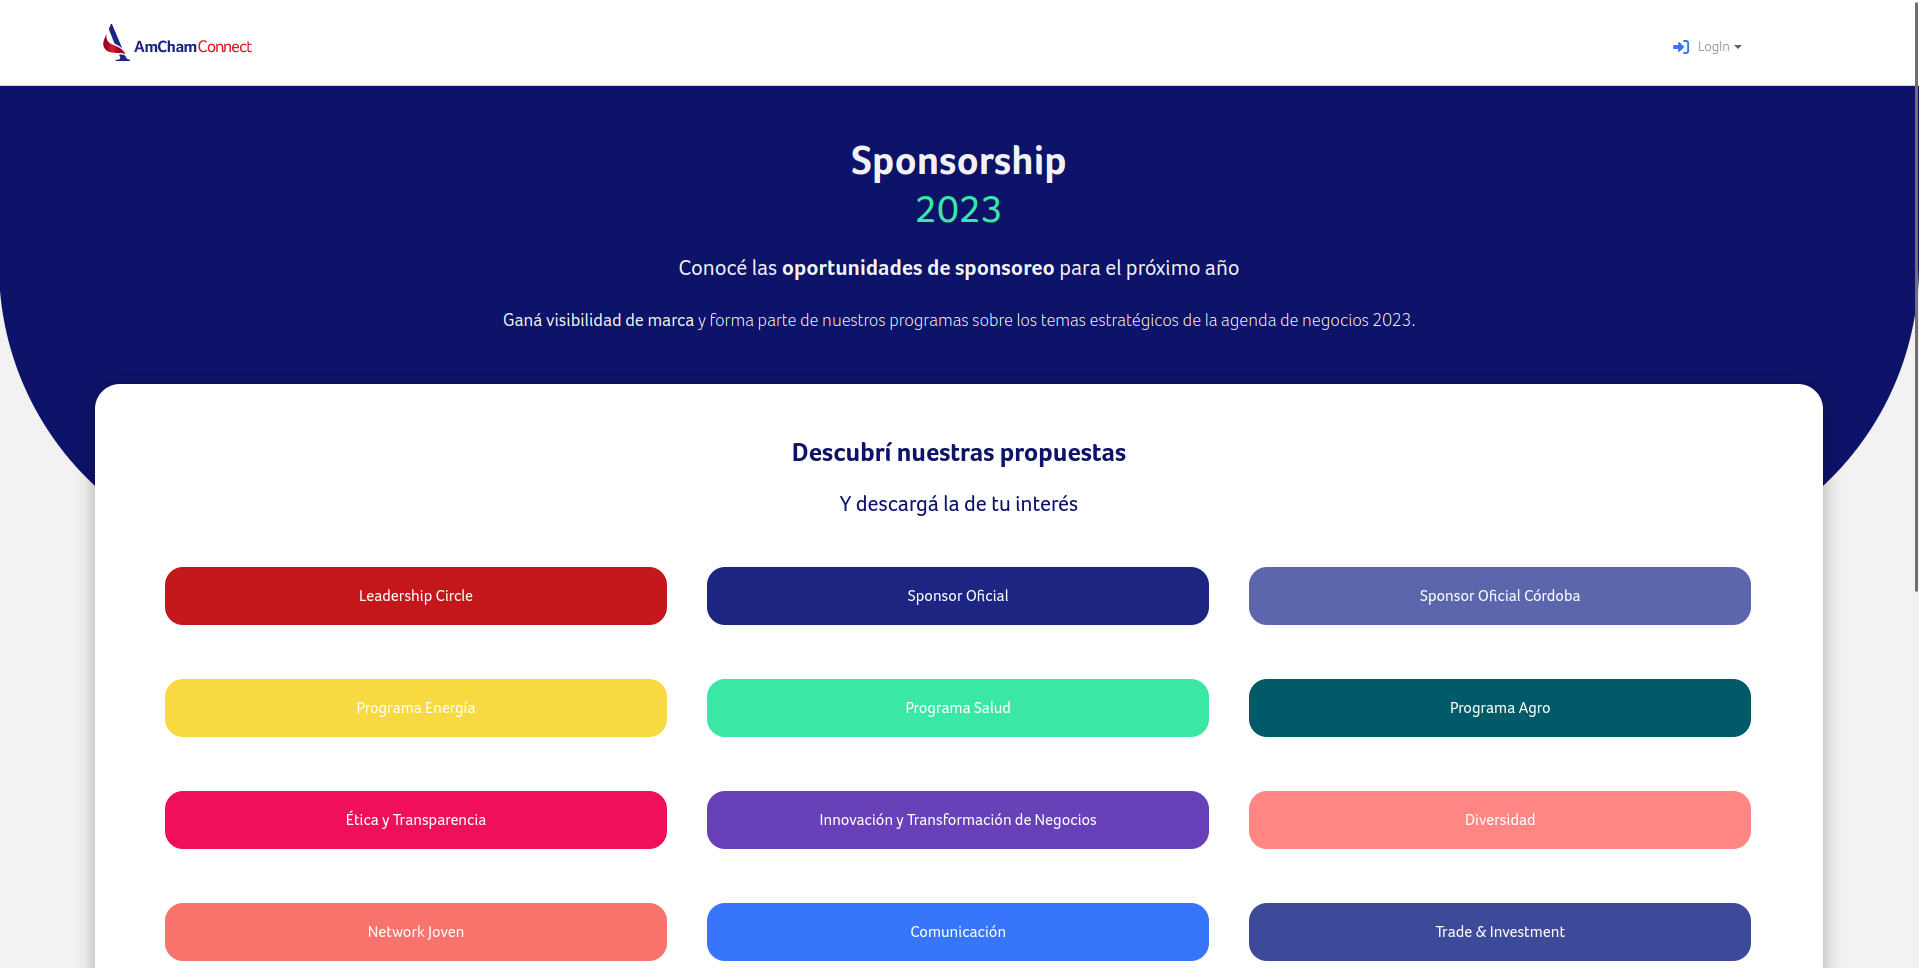 AmChamConnect
LogIn
Sponsorship
2023
Conocé las oportunidades de sponsoreo para el próximo año
Ganá visibilidad de marca y forma parte de nuestros programas sobre los temas estratégicos de la agenda de negocios 2023.
Descubrí nuestras propuestas
Y descargá la de tu interés
Leadership Circle
Sponsor Oficial
Sponsor Oficial Córdoba
Programa Energía
Programa Salud
Programa Agro
Ética y Transparencia
Innovación y Transformación de Negocios
Diversidad
Network Joven
Comunicación
Trade & Investment